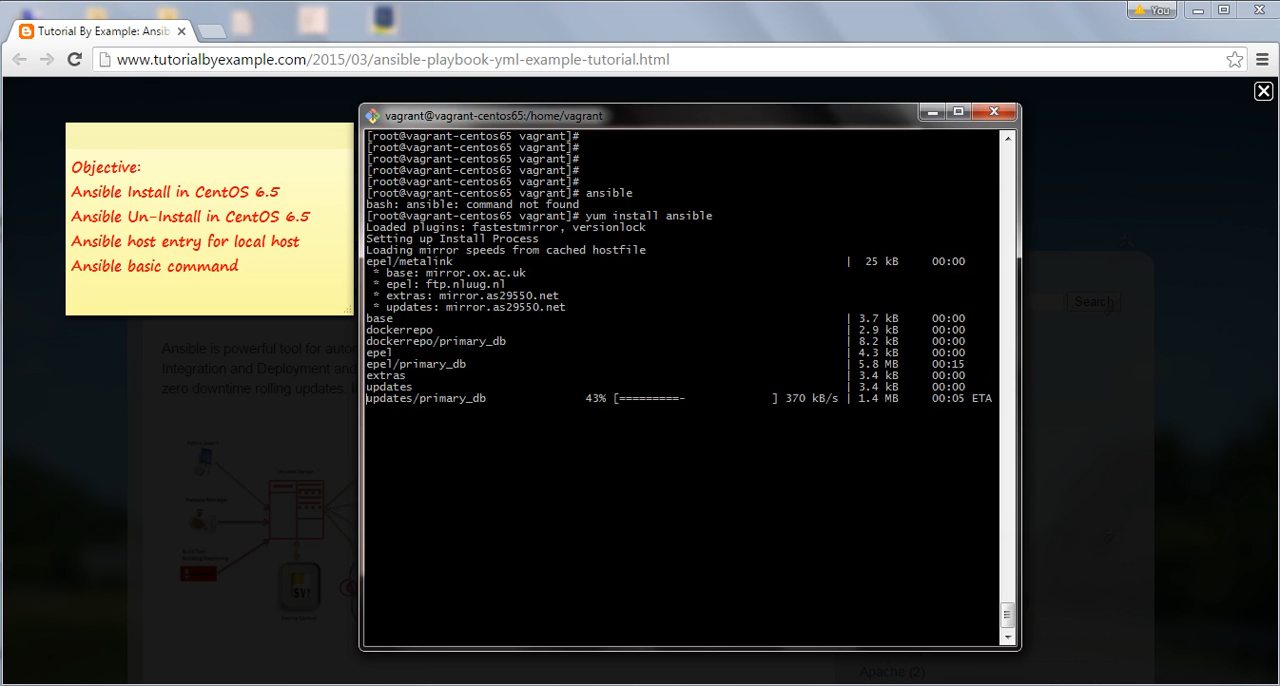 You
Tutorial By Example: Ansib
www.tutorialbyexample.com/2015/03/ansible-playbook-yml-example-tutorial.html
Objective:
Ansible Install in CentOS 6.5
Ansible Un-Install in CentOS 6.5
Ansible host entry for local host
Ansible basic command
vagrant@vagrant-centos65:/home/vagrant
[root@vagrant-centos65 vagrant]#
[root@vagrant-centos65 vagrant]#
[root@vagrant-centos65 vagrant]#
[root@vagrant-centos65 vagrant]#
[root@vagrant-centos65 vagrant]#
[root@vagrant-centos65 vagrant]# ansible
bash: ansible: command not found
[root@vagrant-centos65 vagrant]# yum install ansible
Loaded plugins: fastestmirror, versionlock
Setting up Install Process
Loading mirror speeds from cached hostfile
epel/metalink | 25 kB 00:00
* base: mirror.ox.ac.uk
* epel: ftp.nluug.nl
* extras: mirror.as29550.net
* updates: mirror.as29550.net
base | 3.7 kB 00:00
dockerrepo | 2.9 kB 00:00
dockerrepo/primary_db | 8.2 kB 00:00
epel | 4.3 kB 00:00
epel/primary_db | 5.8 MB 00:15
extras | 3.4 kB 00:00
updates | 3.4 kB 00:00
updates/primary_db 43% [=========- ] 370 kB/s | 1.4 MB 00:05 ETA
Search
Ansible is powerful tool for auto
Integration and Deployment and
zero downtime rolling updates.
Apache (2)